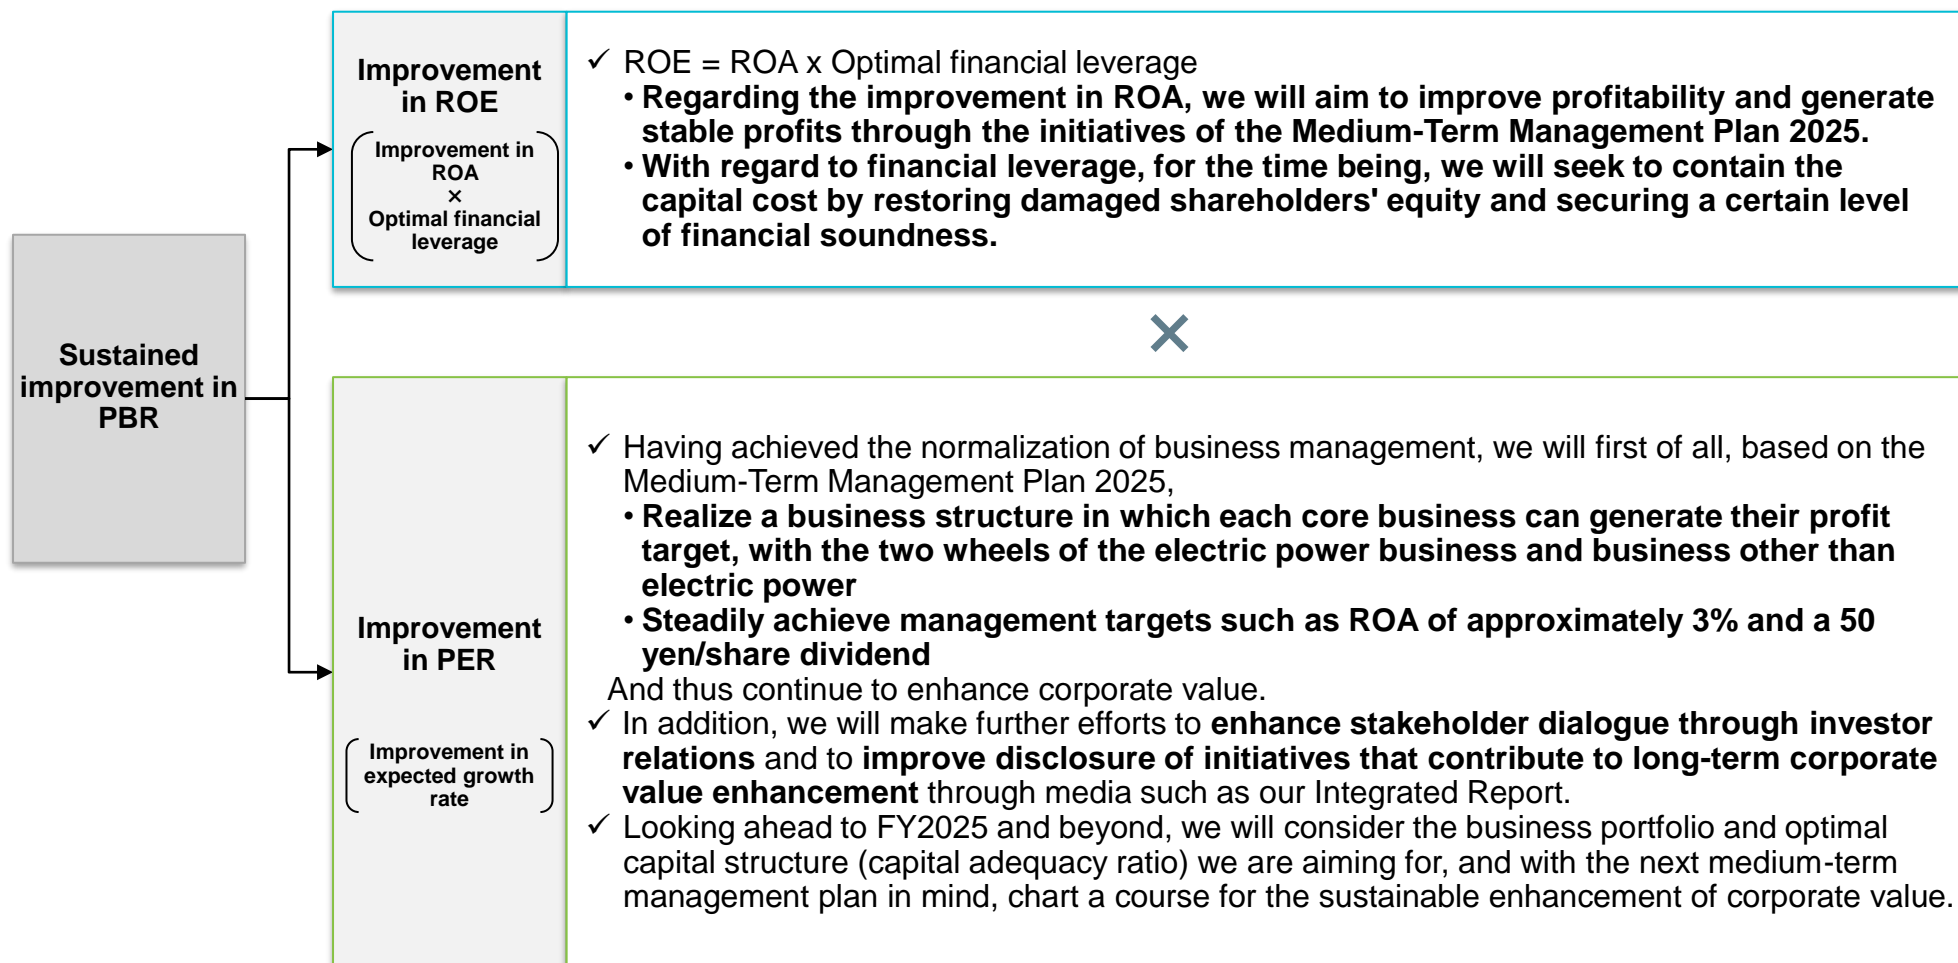 Sustained
improvement in
PBR
Improvement
in ROE
Improvement in
ROA
×
Optimal financial
leverage
✓ ROE = ROA x Optimal financial leverage
• Regarding the improvement in ROA, we will aim to improve profitability and generate
stable profits through the initiatives of the Medium-Term Management Plan 2025.
• With regard to financial leverage, for the time being, we will seek to contain the
capital cost by restoring damaged shareholders' equity and securing a certain level
of financial soundness.
×
Improvement
in PER
Improvement in
expected growth
rate
✓ Having achieved the normalization of business management, we will first of all, based on the
Medium-Term Management Plan 2025,
• Realize a business structure in which each core business can generate their profit
target, with the two wheels of the electric power business and business other than
electric power
• Steadily achieve management targets such as ROA of approximately 3% and a 50
yen/share dividend
And thus continue to enhance corporate value.
✓ In addition, we will make further efforts to enhance stakeholder dialogue through investor
relations and to improve disclosure of initiatives that contribute to long-term corporate
value enhancement through media such as our Integrated Report.
✓ Looking ahead to FY2025 and beyond, we will consider the business portfolio and optimal
capital structure (capital adequacy ratio) we are aiming for, and with the next medium-term
management plan in mind, chart a course for the sustainable enhancement of corporate value.